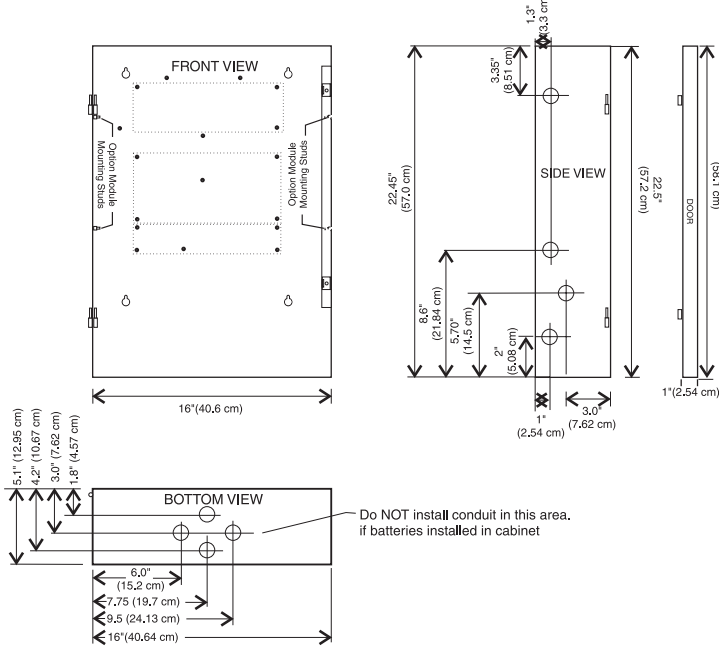 FRONT VIEW
Option Module
Mounting Studs
Option Module
Mounting Studs
16"(40.6 cm)
1.3"
(3.3 cm)
3.35"
(8.51 cm)
22.45"
(57.0 cm)
SIDE VIEW
22.5"
(57.2 cm)
DOOR
(58.1 cm)
8.6"
(21.84 cm)
5.70"
(14.5 cm)
2"
(5.08 cm)
1"
(2.54 cm)
3.0"
(7.62 cm)
1"(2.54 cm)
5.1" (12.95 cm)
4.2" (10.67 cm)
3.0" (7.62 cm)
1.8" (4.57 cm)
BOTTOM VIEW
Do NOT install conduit in this area.
if batteries installed in cabinet
6.0"
(15.2 cm)
7.75 (19.7 cm)
9.5 (24.13 cm)
16"(40.64 cm)